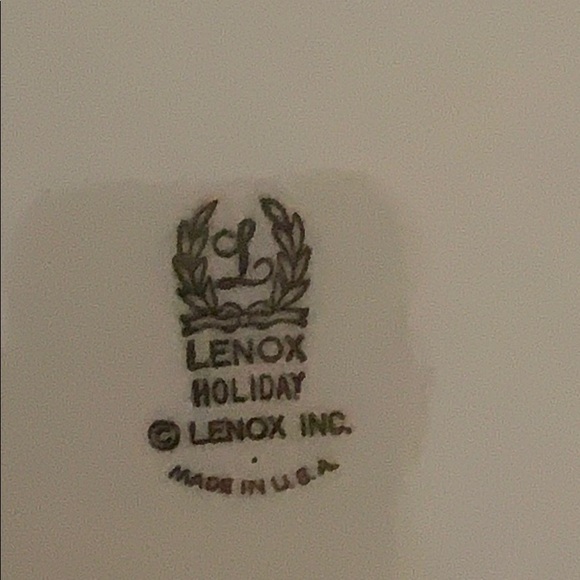 L
LENOX
HOLIDAY
© LENOX INC.
MADE IN U.S.A.